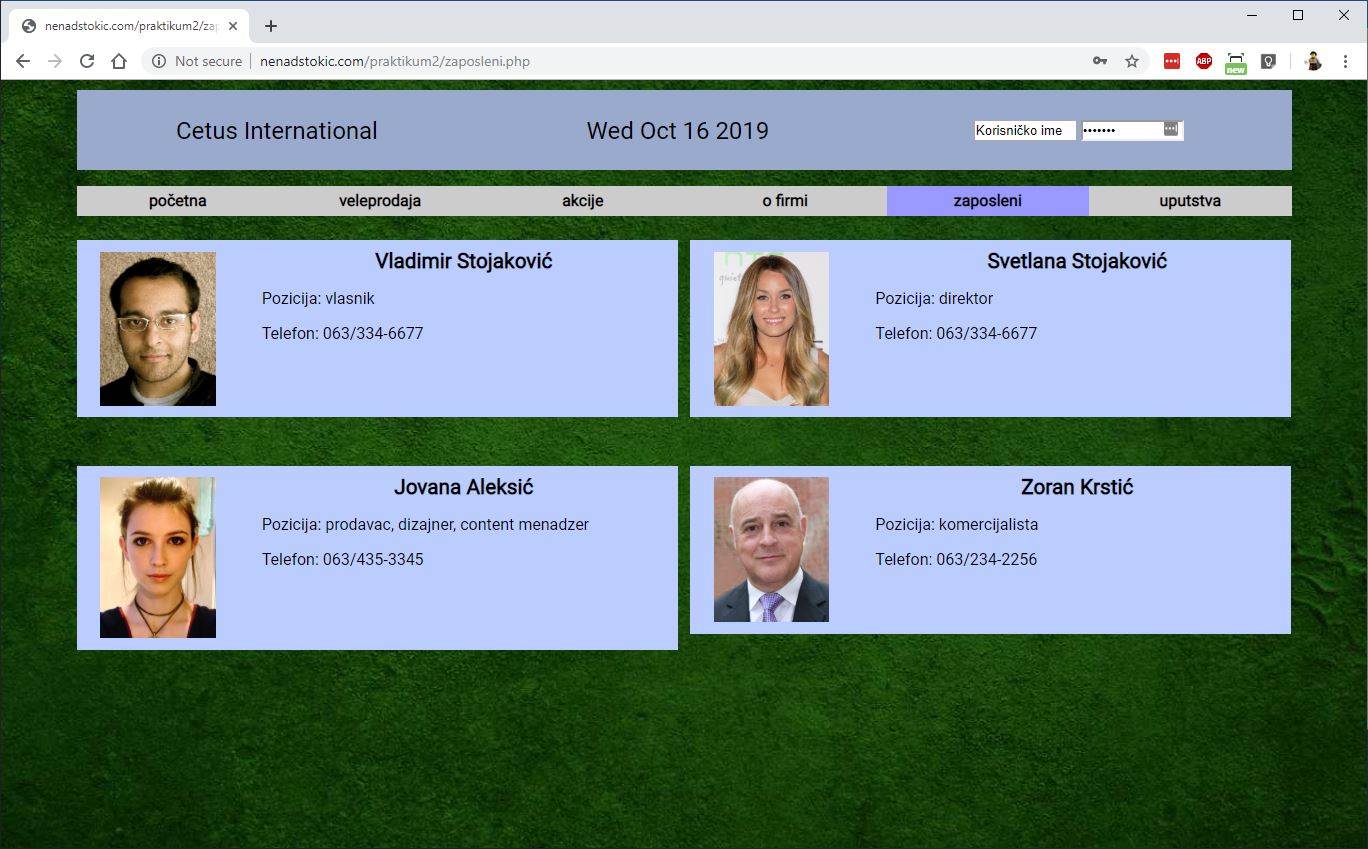 nenadstokic.com/praktikum2/zap
Not secure
nenadstokic.com/praktikum2/zaposleni.php
ABP
new
Cetus International
Wed Oct 16 2019
Korisničko ime
•••••••
početna
veleprodaja
akcije
o firmi
zaposleni
uputstva
Vladimir Stojaković
Pozicija: vlasnik
Telefon: 063/334-6677
Svetlana Stojaković
Pozicija: direktor
Telefon: 063/334-6677
Jovana Aleksić
Pozicija: prodavac, dizajner, content menadzer
Telefon: 063/435-3345
Zoran Krstić
Pozicija: komercijalista
Telefon: 063/234-2256